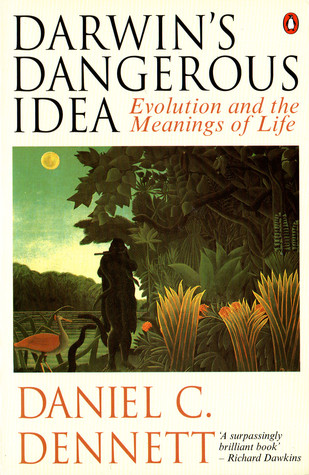 DARWIN'S
DANGEROUS
IDEA Evolution and the
Meanings of Life
DANIEL C.
DENNETT
'A surpassingly
brilliant book'
– Richard Dawkins